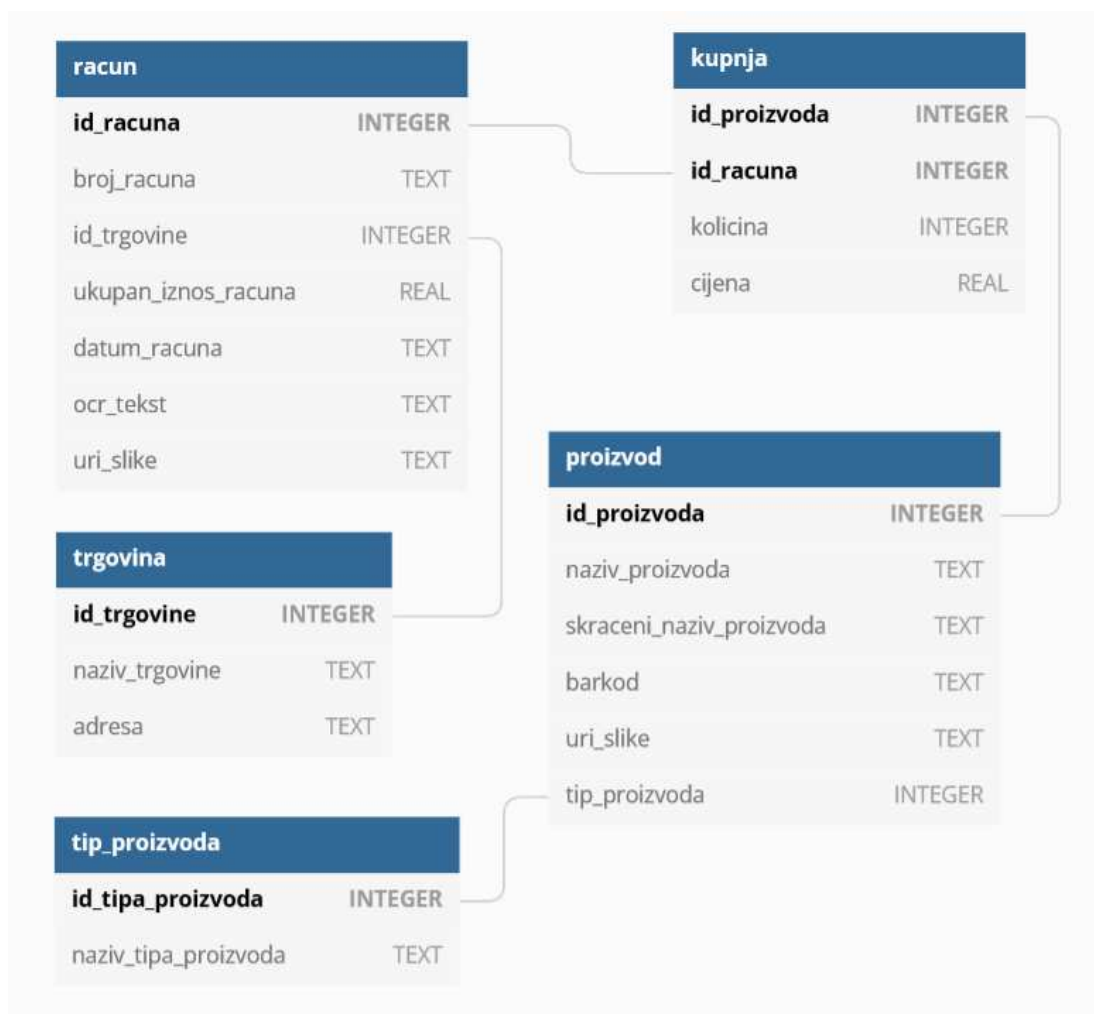 racun
id_racuna INTEGER
broj_racuna TEXT
id_trgovine INTEGER
ukupan_iznos_racuna REAL
datum_racuna TEXT
ocr_tekst TEXT
uri_slike TEXT
kupnja
id_proizvoda INTEGER
id_racuna INTEGER
kolicina INTEGER
cijena REAL
trgovina
id_trgovine INTEGER
naziv_trgovine TEXT
adresa TEXT
proizvod
id_proizvoda INTEGER
naziv_proizvoda TEXT
skraceni_naziv_proizvoda TEXT
barkod TEXT
uri_slike TEXT
tip_proizvoda INTEGER
tip_proizvoda
id_tipa_proizvoda INTEGER
naziv_tipa_proizvoda TEXT